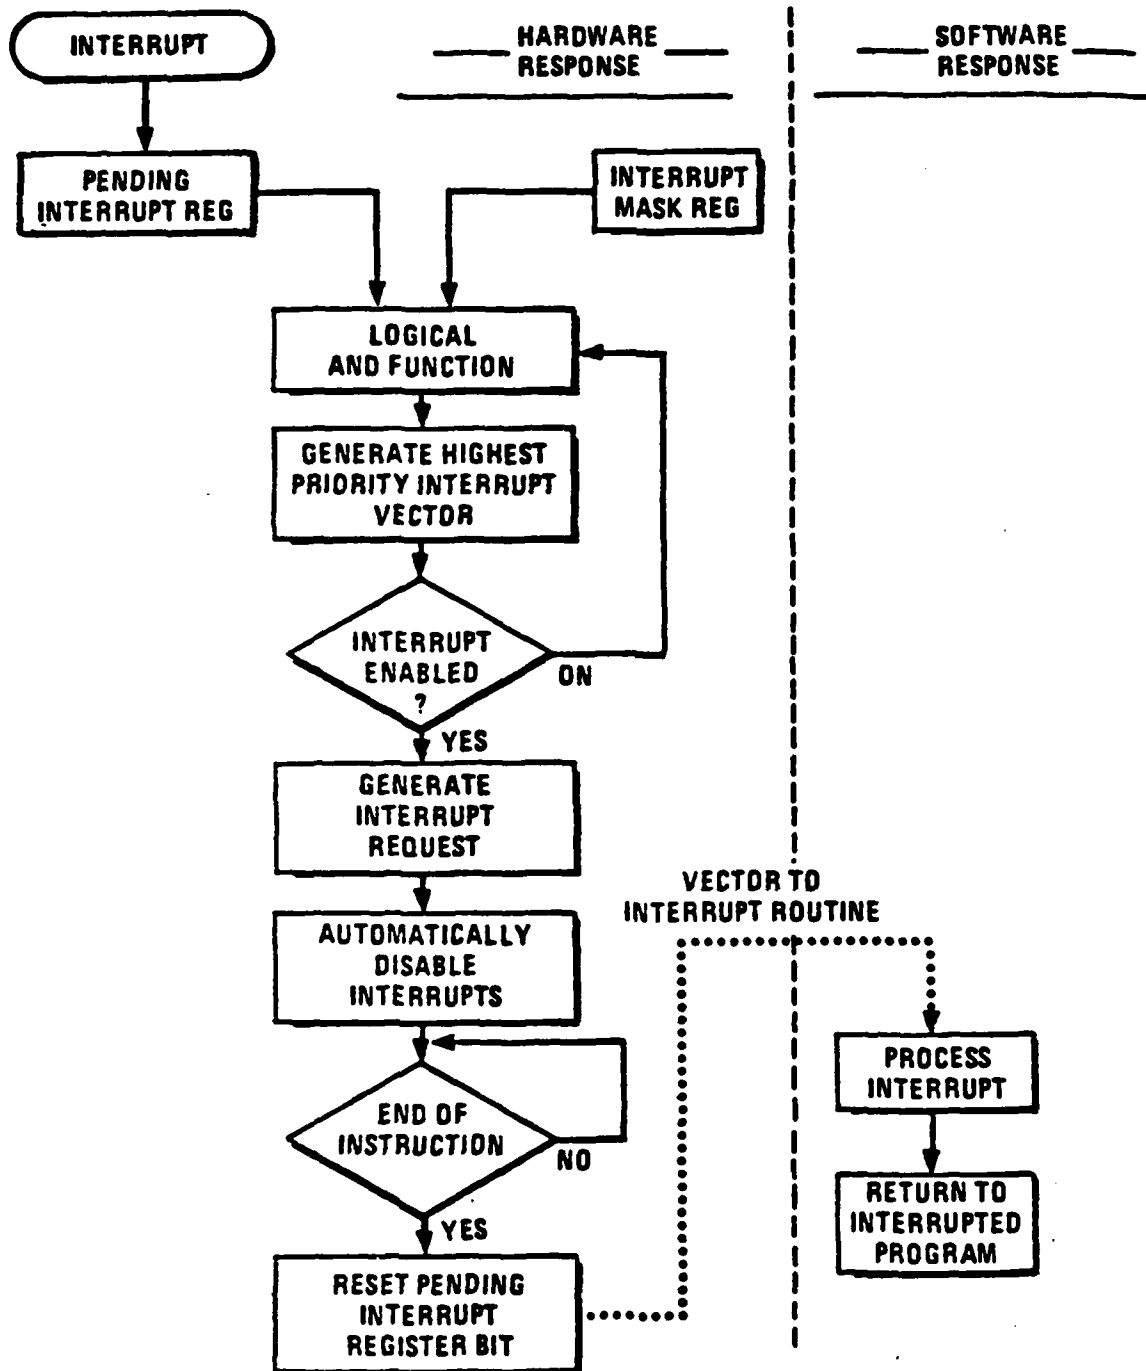 INTERRUPT
HARDWARE
RESPONSE
SOFTWARE
RESPONSE
PENDING
INTERRUPT REG
INTERRUPT
MASK REG
LOGICAL
AND FUNCTION
GENERATE HIGHEST
PRIORITY INTERRUPT
VECTOR
INTERRUPT
ENABLED
?
ON
YES
GENERATE
INTERRUPT
REQUEST
VECTOR TO
INTERRUPT ROUTINE
AUTOMATICALLY
DISABLE
INTERRUPTS
END OF
INSTRUCTION
NO
YES
PROCESS
INTERRUPT
RETURN TO
INTERRUPTED
PROGRAM
RESET PENDING
INTERRUPT
REGISTER BIT